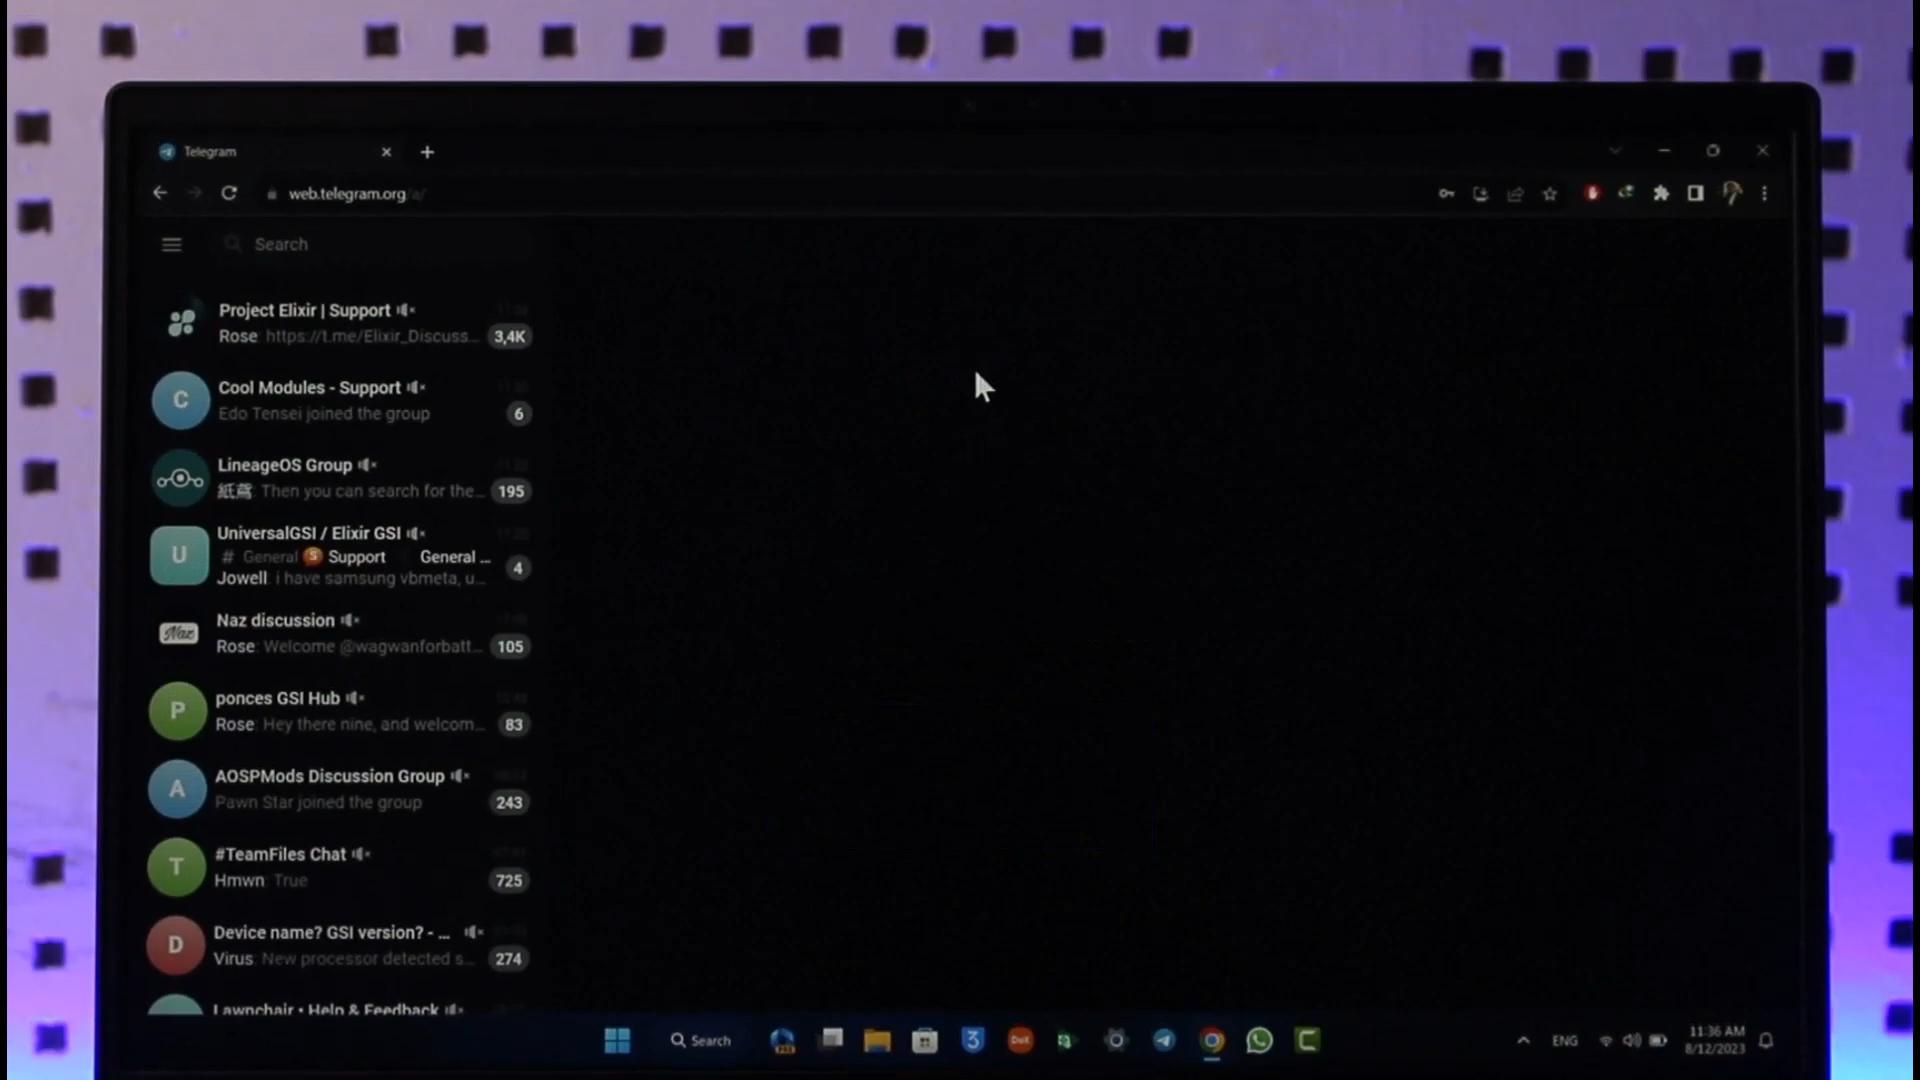 Telegram
web.telegram.org/a/
Search
Project Elixir | Support
Rose: https://t.me/Elixir_Discuss... 3,4K
C
Cool Modules - Support
Edo Tensei joined the group 6
LineageOS Group
紙鳶: Then you can search for the... 195
U
UniversalGSI / Elixir GSI
# General S Support General ...
Jowell: i have samsung vbmeta, u... 4
Naz
Naz discussion
Rose: Welcome @wagwanforbatt... 105
P
ponces GSI Hub
Rose: Hey there nine, and welcom... 83
A
AOSPMods Discussion Group
Pawn Star joined the group 243
T
#TeamFiles Chat
Hmwn: True 725
D
Device name? GSI version? - ...
Virus: New processor detected s... 274
Lawnchair • Help & Feedback
Search
PRE
3
DeX
C
ENG
11:36 AM
8/12/2023